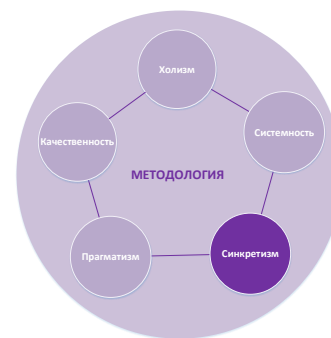 Холизм
Качественность
Системность
МЕТОДОЛОГИЯ
Прагматизм
Синкретизм